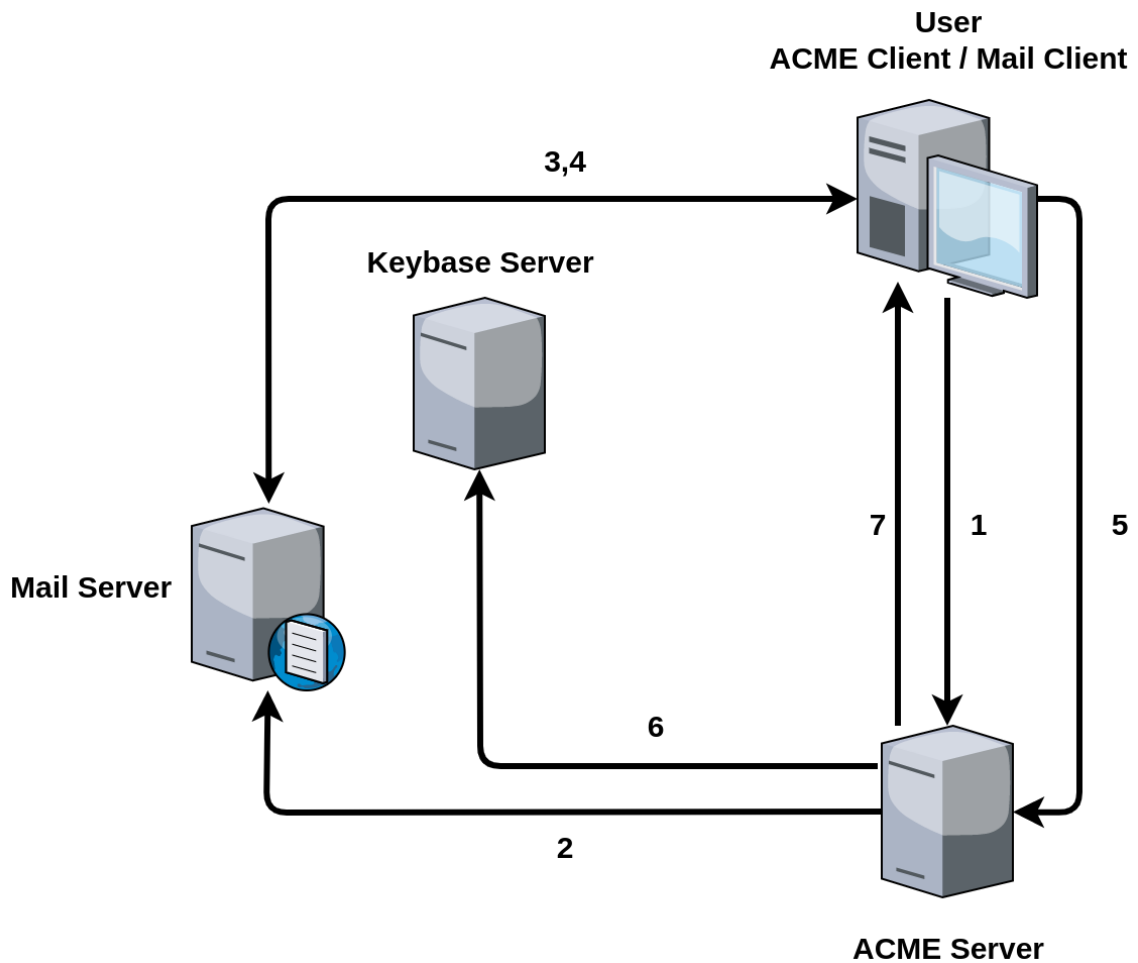 User
ACME Client / Mail Client
3,4
Keybase Server
7
1
5
Mail Server
6
2
ACME Server